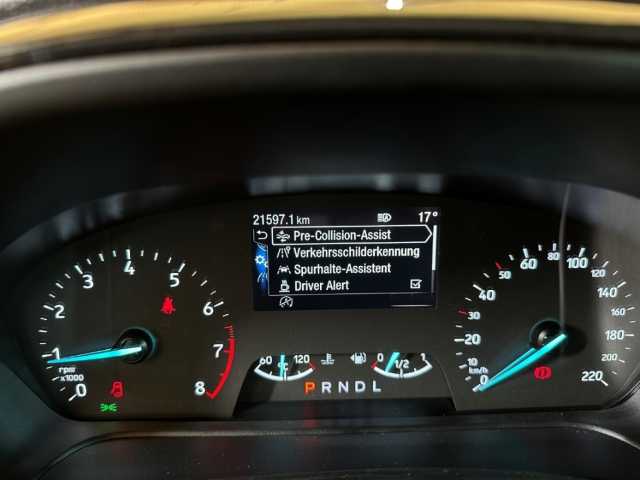 21597.1 km 17°
Pre-Collision-Assist
Verkehrsschilderkennung
Spurhalte-Assistent
Driver Alert
0 1 2 3 4 5 6 7 8
rpm
x1000
60 °C 120
0 1/2 1
P R N D L
0 10 20 30 40 50 60 80 100 120 140 160 180 200 220
km/h